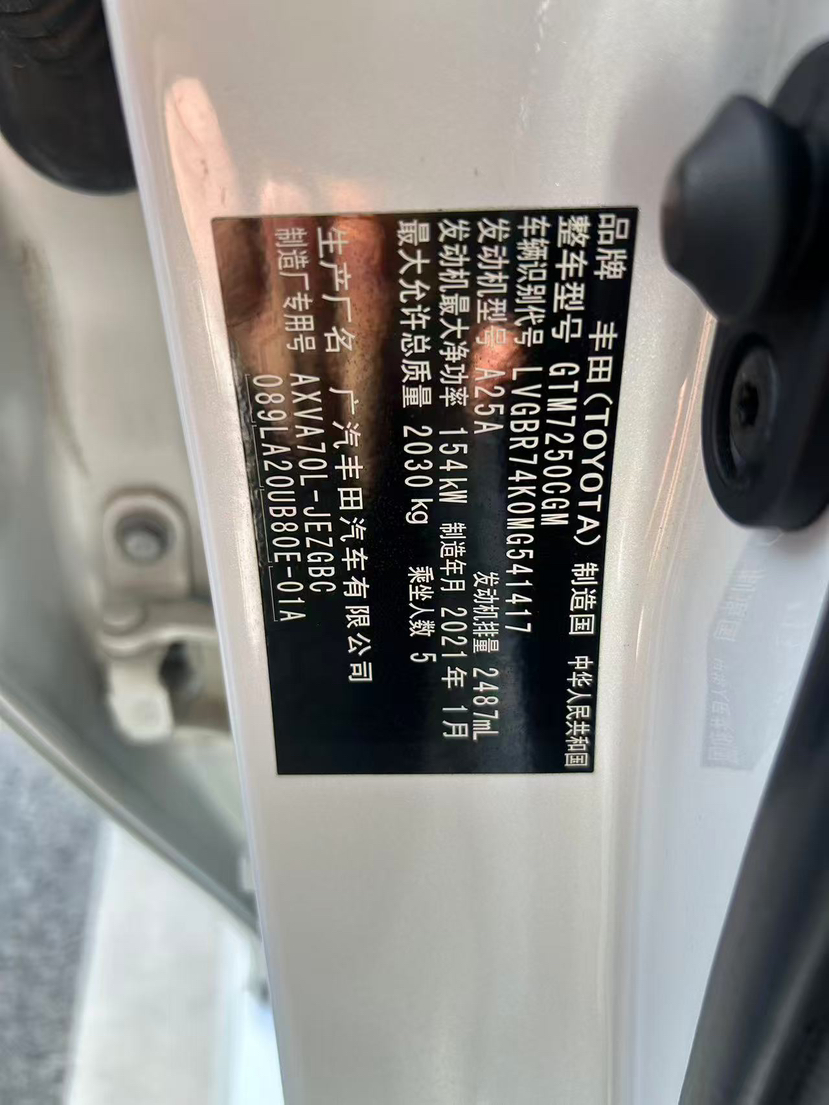 品牌 丰田(TOYOTA) 制造国 中华人民共和国
整车型号 GTM7250CGM
车辆识别代号 LVGBR74K0MG541417
发动机型号 A25A 发动机排量 2487mL
发动机最大净功率 154kW 制造年月 2021年 1月
最大允许总质量 2030 kg 乘坐人数 5
生产厂名 广汽丰田汽车有限公司
制造厂专用号 AXVA70L-JEZGBC
089LA20UB80E-01A